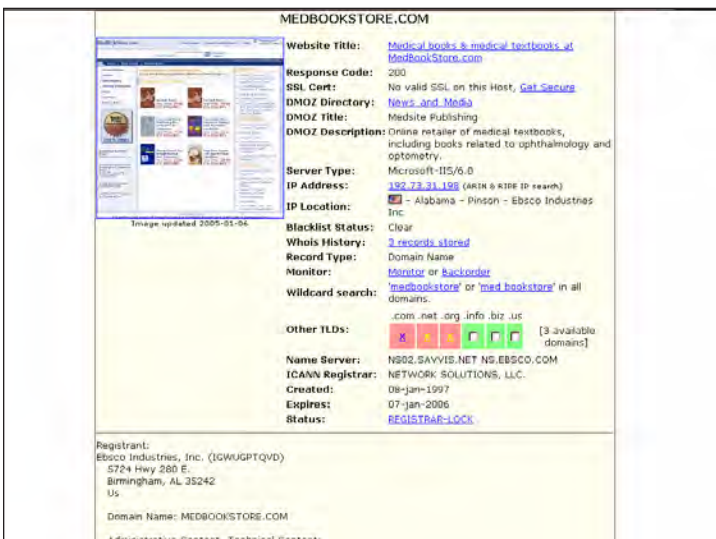 MEDBOOKSTORE.COM
Image updated 2005-01-06
Website Title: Medical books & medical textbooks at
MedBookStore.com
Response Code: 200
SSL Cert: No valid SSL on this Host, Get Secure
DMOZ Directory: News and Media
DMOZ Title: Medsite Publishing
DMOZ Description: Online retailer of medical textbooks,
including books related to ophthalmology and
optometry.
Server Type: Microsoft-IIS/6.0
IP Address: 192.73.31.198 (ARIN & RIPE IP search)
IP Location: - Alabama - Pinson - Ebsco Industries
Inc
Blacklist Status: Clear
Whois History: 3 records stored
Record Type: Domain Name
Monitor: Monitor or Backorder
Wildcard search: 'medbookstore' or 'med bookstore' in all
domains.
.com .net .org .info .biz .us
Other TLDs: X [3 available
domains]
Name Server: NS02.SAVVIS.NET NS.EBSCO.COM
ICANN Registrar: NETWORK SOLUTIONS, LLC.
Created: 08-jan-1997
Expires: 07-jan-2006
Status: REGISTRAR-LOCK
Registrant:
Ebsco Industries, Inc. (IGWUGPTQVD)
5724 Hwy 280 E.
Birmingham, AL 35242
Us
Domain Name: MEDBOOKSTORE.COM